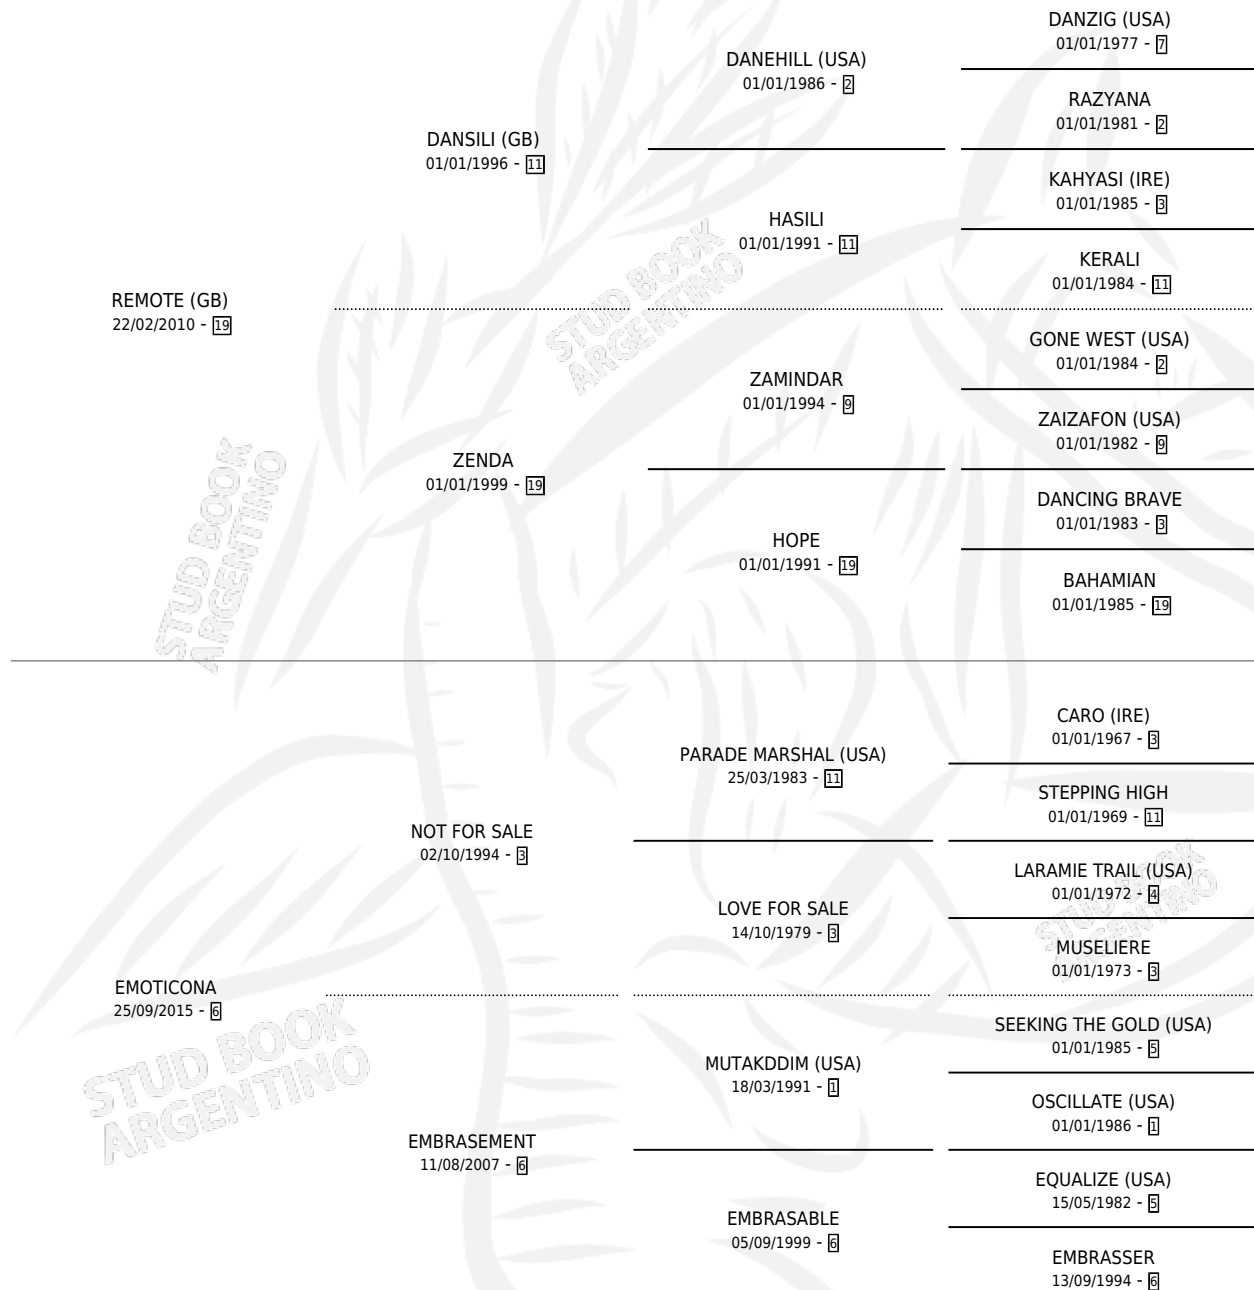 DANZIG (USA)
01/01/1977 - 7
DANEHILL (USA)
01/01/1986 - 2
RAZYANA
01/01/1981 - 2
DANSILI (GB)
01/01/1996 - 11
KAHYASI (IRE)
01/01/1985 - 3
HASILI
01/01/1991 - 11
KERALI
01/01/1984 - 11
REMOTE (GB)
22/02/2010 - 19
GONE WEST (USA)
01/01/1984 - 2
ZAMINDAR
01/01/1994 - 9
ZAIZAFON (USA)
01/01/1982 - 9
ZENDA
01/01/1999 - 19
DANCING BRAVE
01/01/1983 - 3
HOPE
01/01/1991 - 19
BAHAMIAN
01/01/1985 - 19
CARO (IRE)
01/01/1967 - 3
PARADE MARSHAL (USA)
25/03/1983 - 11
STEPPING HIGH
01/01/1969 - 11
NOT FOR SALE
02/10/1994 - 3
LARAMIE TRAIL (USA)
01/01/1972 - 4
LOVE FOR SALE
14/10/1979 - 3
MUSELIERE
01/01/1973 - 3
EMOTICONA
25/09/2015 - 6
SEEKING THE GOLD (USA)
01/01/1985 - 5
MUTAKDDIM (USA)
18/03/1991 - 1
OSCILLATE (USA)
01/01/1986 - 1
EMBRASEMENT
11/08/2007 - 6
EQUALIZE (USA)
15/05/1982 - 5
EMBRASABLE
05/09/1999 - 6
EMBRASSER
13/09/1994 - 6
STUD BOOK
ARGENTINO
STUD BOOK
ARGENTINO
STUD BOOK
ARGENTINO
STUD BOOK
ARGENTINO